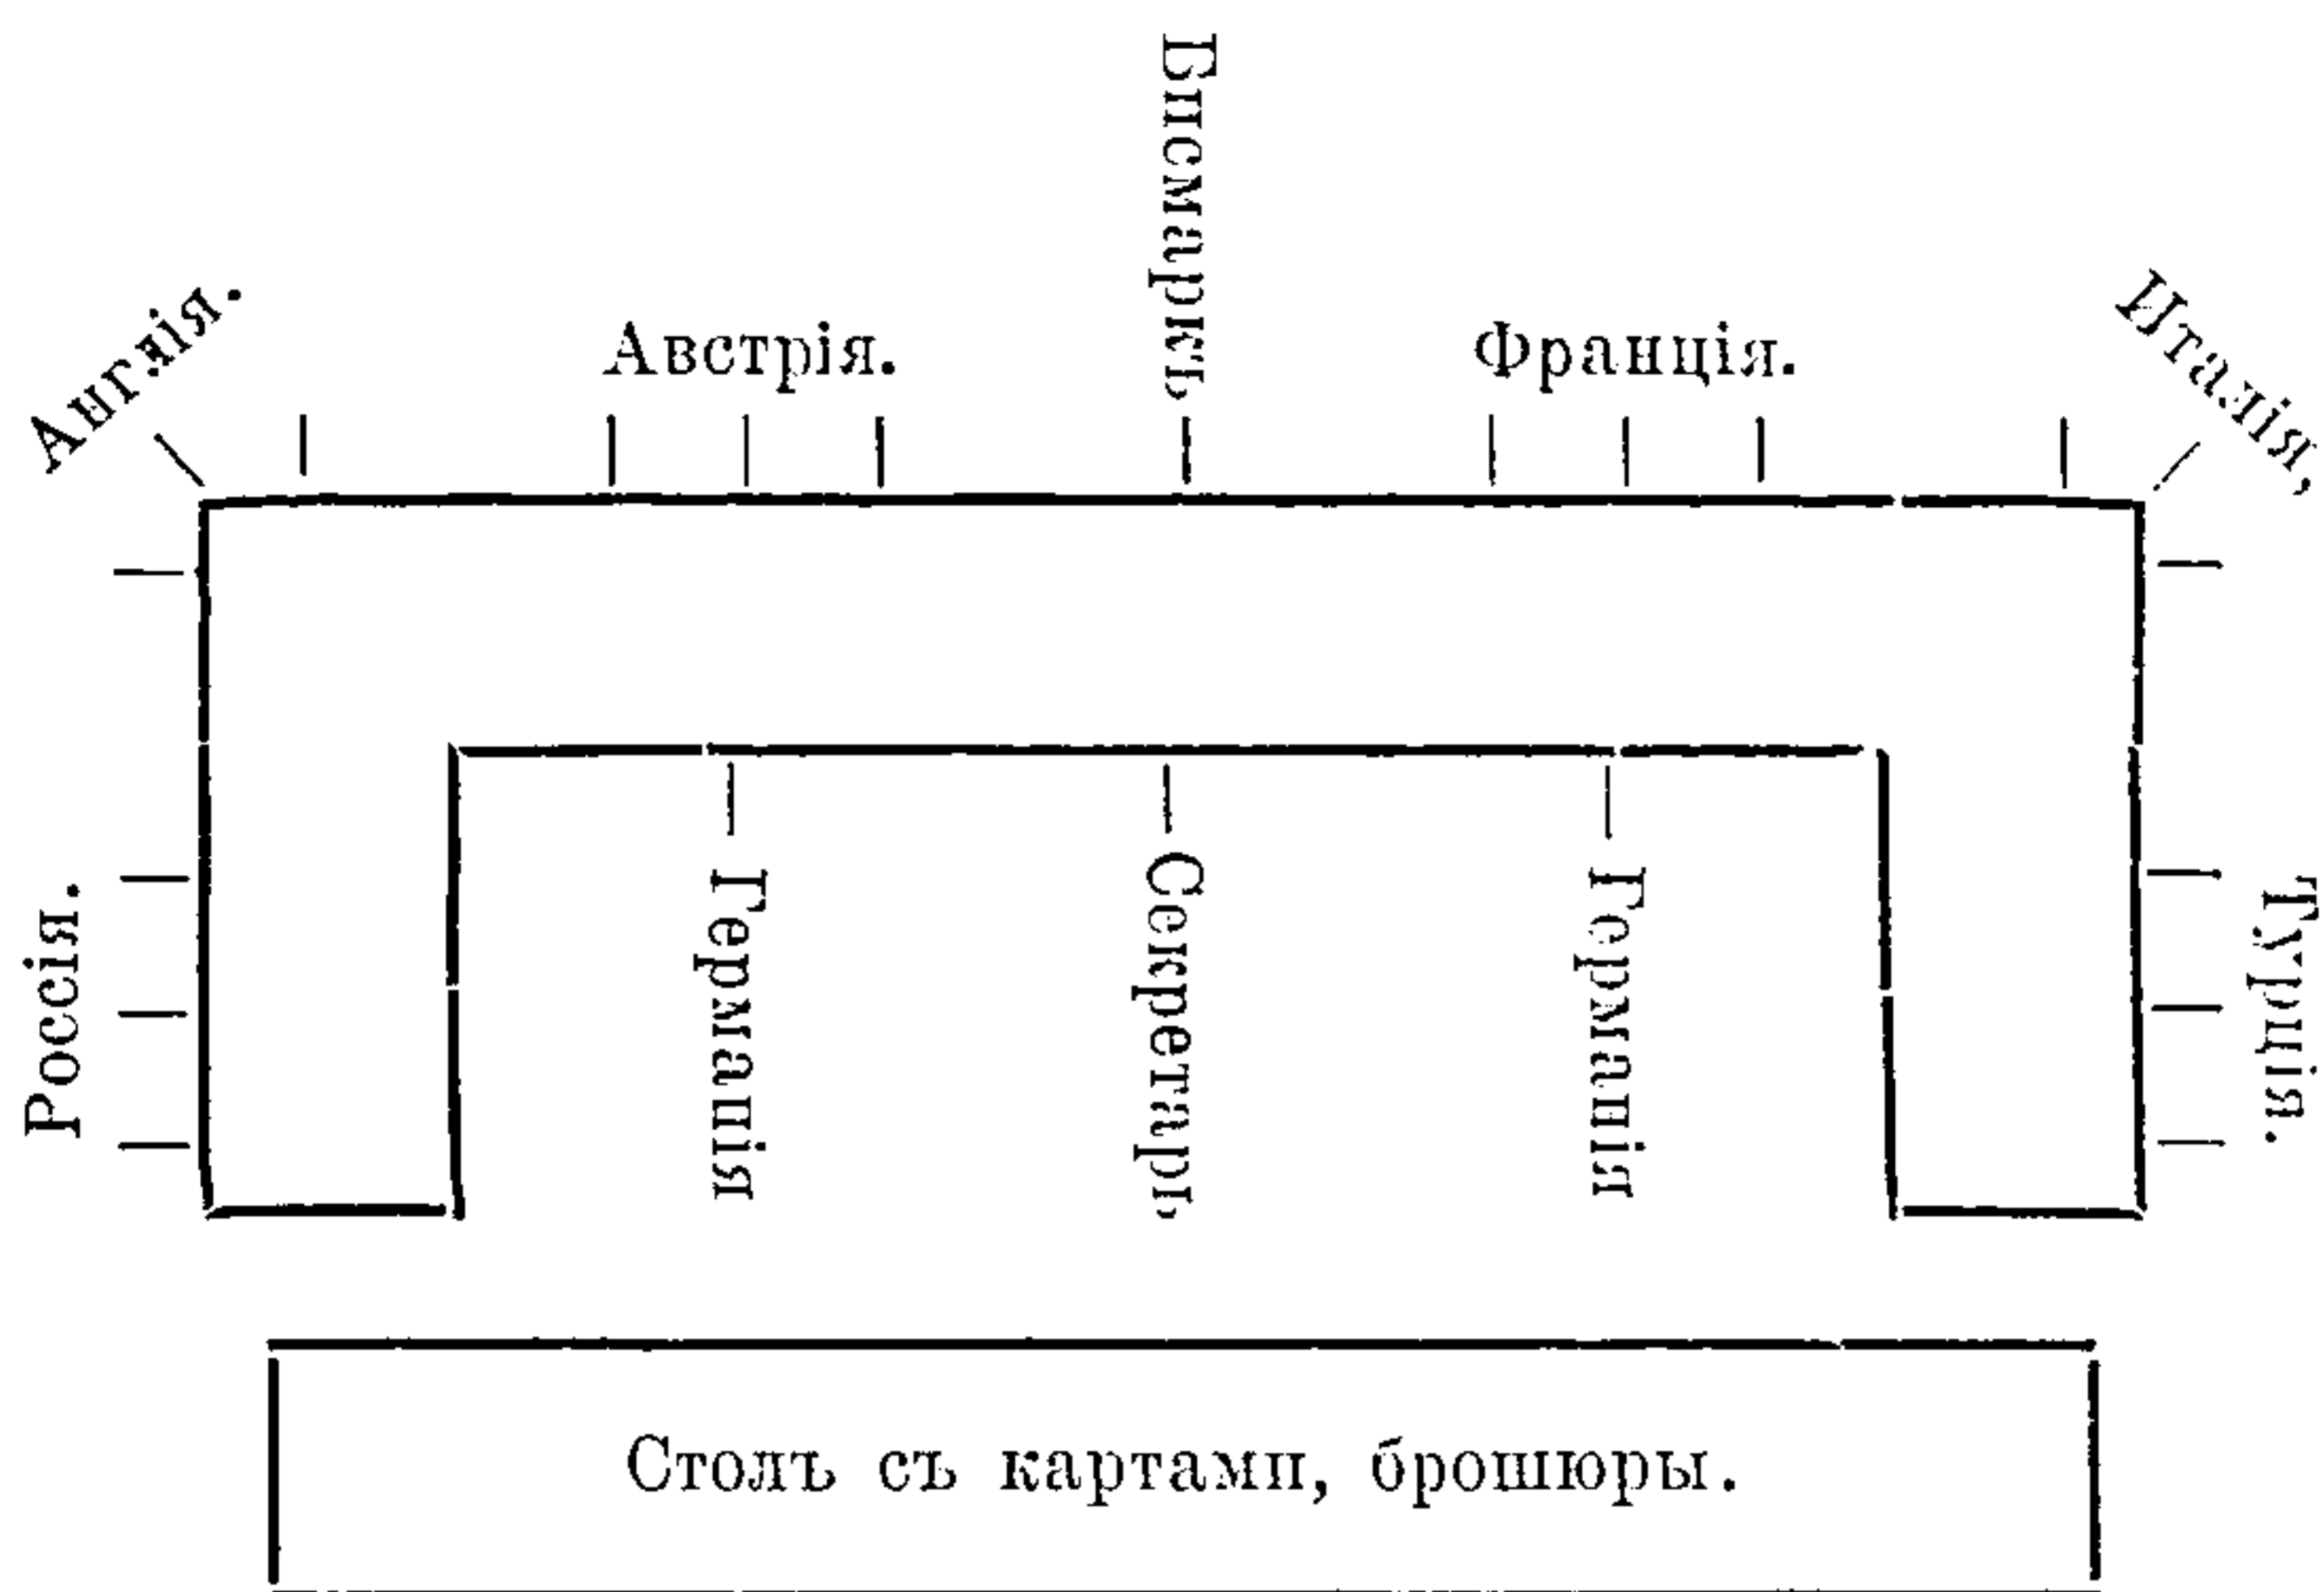 Бисмаркъ
Англія.
Австрія.
Франція.
Италія,
Россія.
Германія
Секретарь
Германія
Турція.
Столъ съ картами, брошюры.